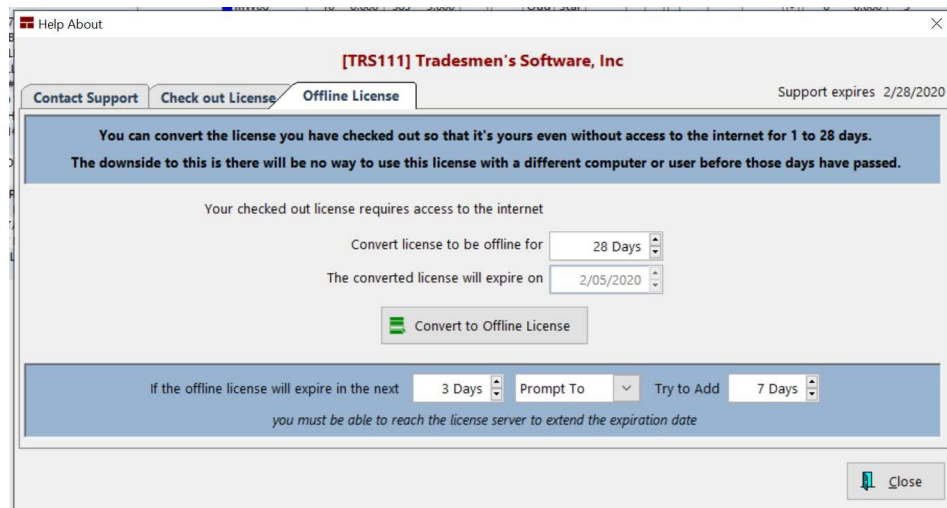 Help About
[TRS111] Tradesmen's Software, Inc
Contact Support Check out License Offline License Support expires 2/28/2020
You can convert the license you have checked out so that it's yours even without access to the internet for 1 to 28 days.
The downside to this is there will be no way to use this license with a different computer or user before those days have passed.
Your checked out license requires access to the internet
Convert license to be offline for 28 Days
The converted license will expire on 2/05/2020
Convert to Offline License
If the offline license will expire in the next 3 Days Prompt To Try to Add 7 Days
you must be able to reach the license server to extend the expiration date
Close